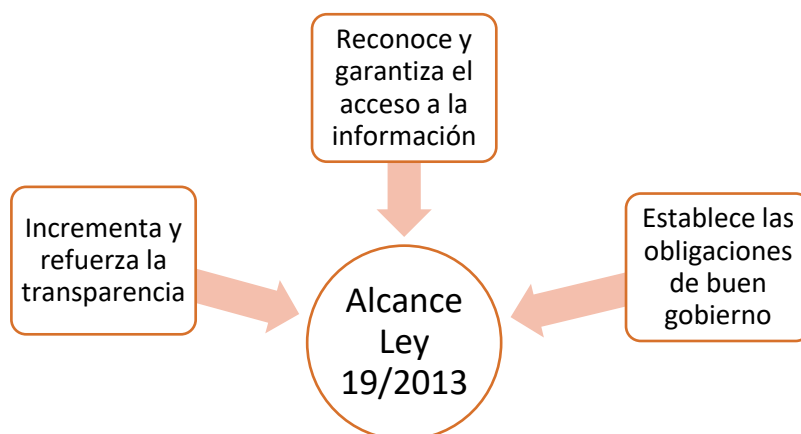 Reconoce y
garantiza el
acceso a la
información
Incrementa y
refuerza la
transparencia
Establece las
obligaciones
de buen
gobierno
Alcance
Ley
19/2013